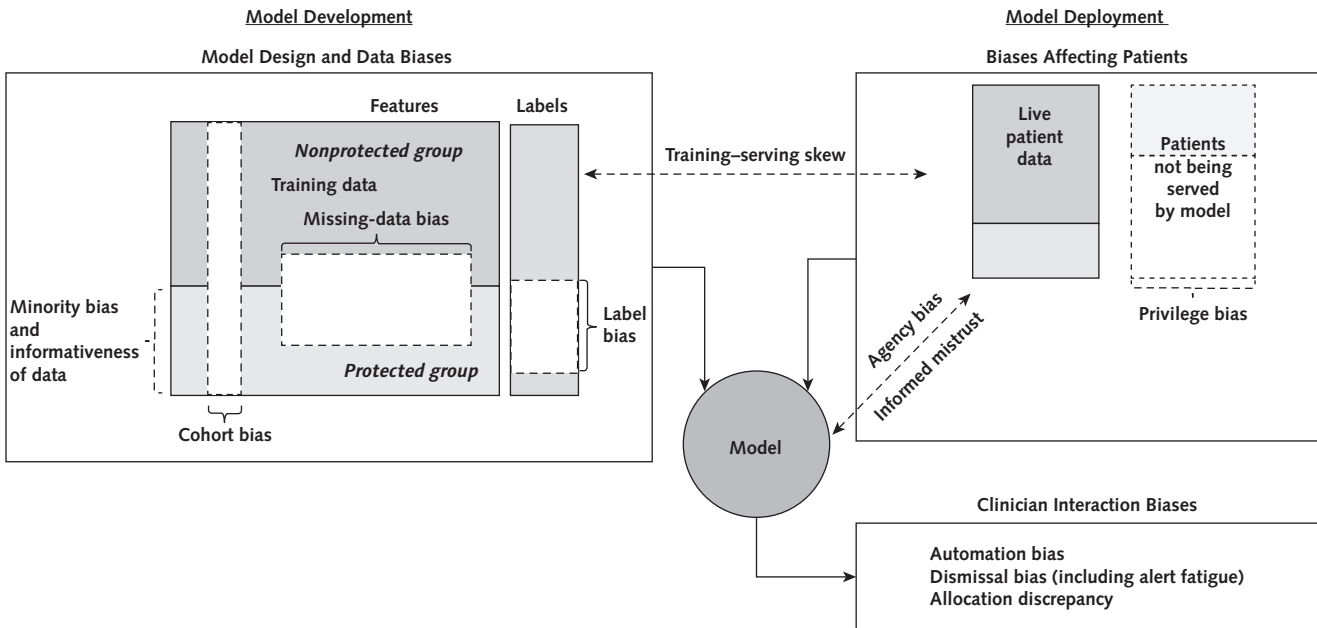 Model Development
Model Design and Data Biases
Features
Labels
Nonprotected group
Training data
Missing-data bias
Minority bias
and
informativeness
of data
Protected group
Label
bias
Cohort bias
Training–serving skew
Model
Model Deployment
Biases Affecting Patients
Live
patient
data
Patients
not being
served
by model
Privilege bias
Agency bias
Informed mistrust
Clinician Interaction Biases
Automation bias
Dismissal bias (including alert fatigue)
Allocation discrepancy